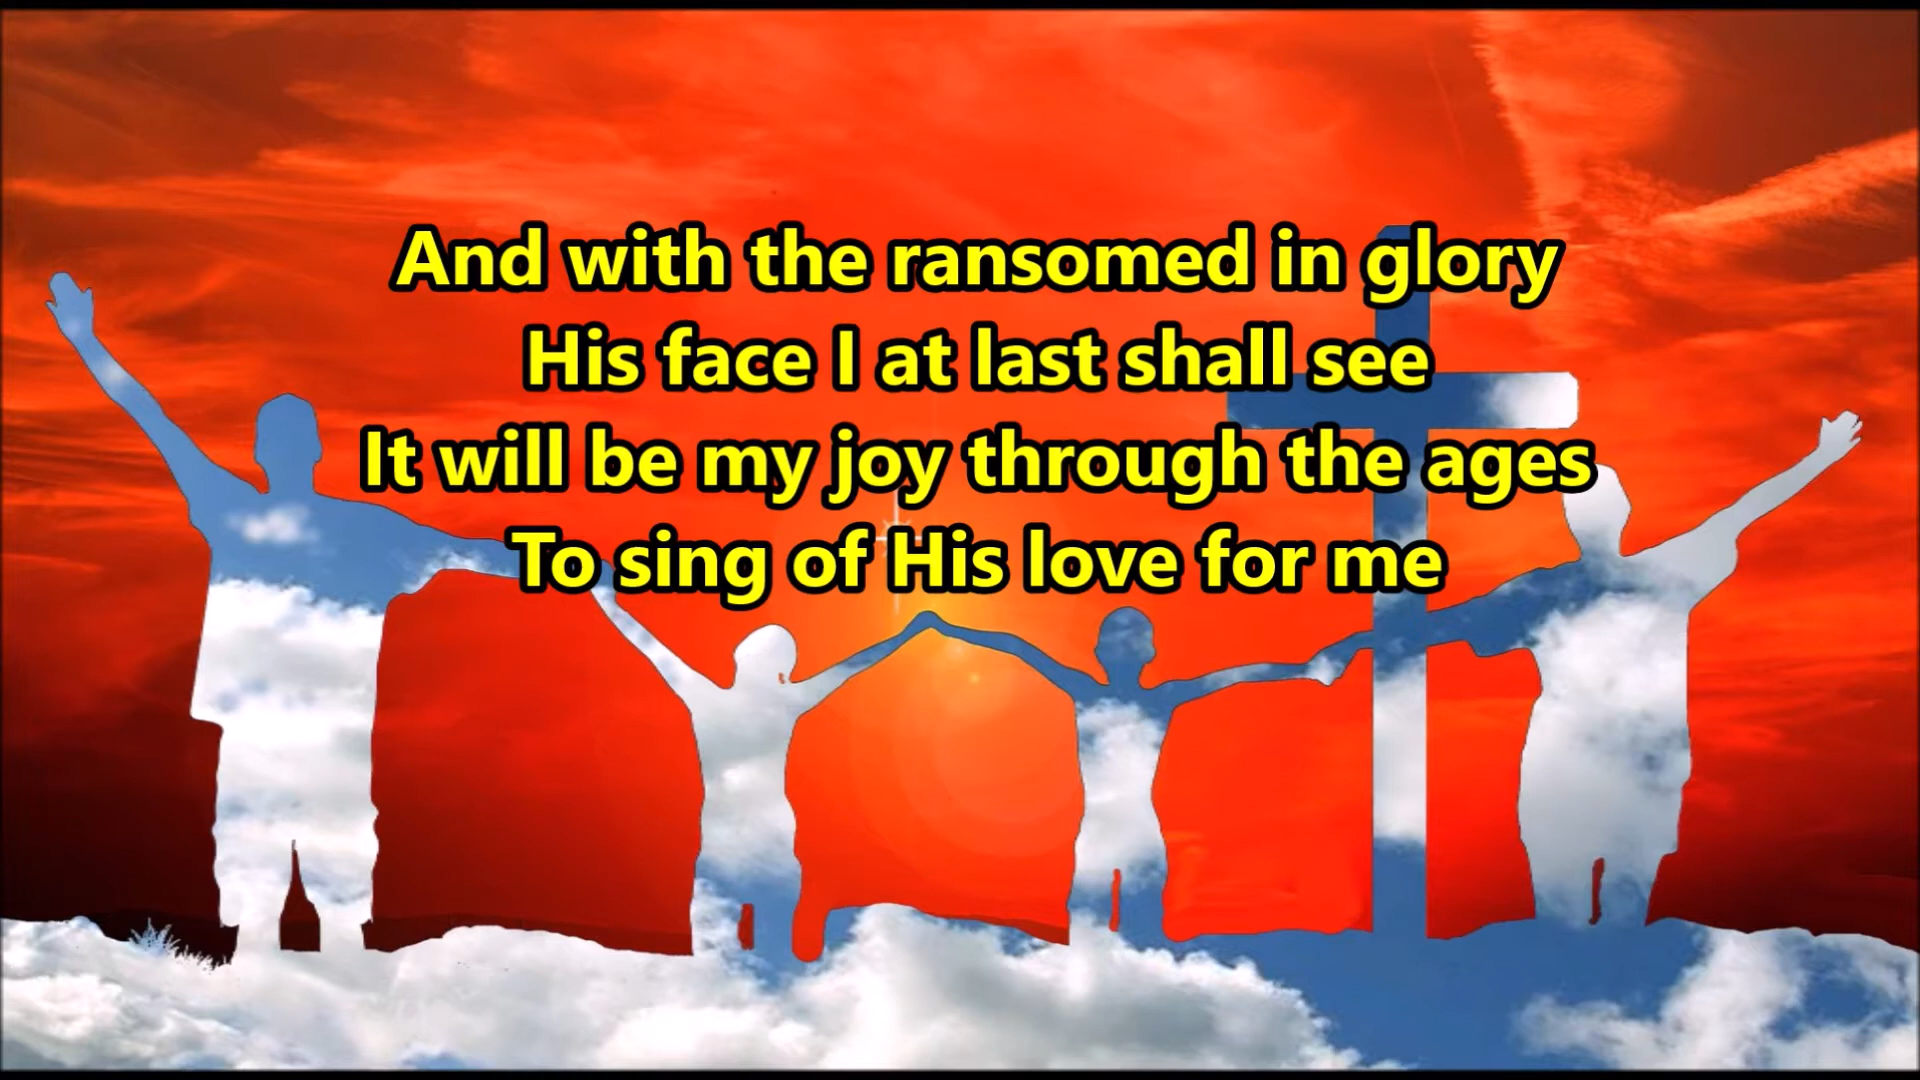 And with the ransomed in glory
His face I at last shall see
It will be my joy through the ages
To sing of His love for me